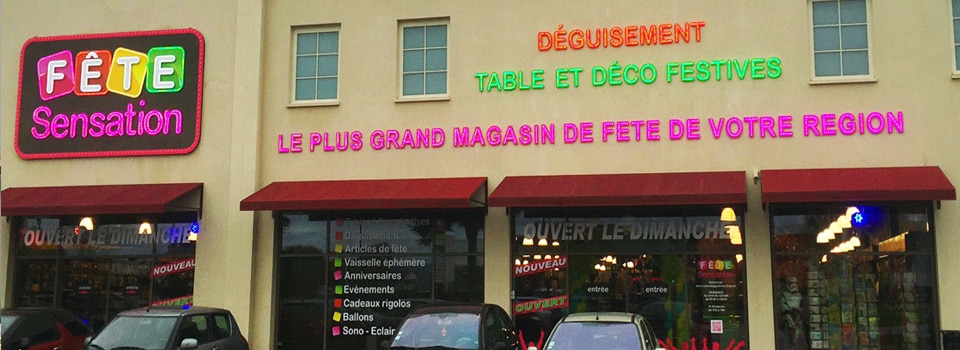 FÊTE
Sensation
DÉGUISEMENT
TABLE ET DÉCO FESTIVES
LE PLUS GRAND MAGASIN DE FETE DE VOTRE REGION
OUVERT LE DIMANCHE
NOUVEAU
Déguisement
Articles de fête
Vaisselle éphémère
Anniversaires
Evénements
Cadeaux rigolos
Ballons
Sono - Eclair
OUVERT LE DIMANCHE
NOUVEAU
OUVERT
entrée
entrée
FÊTE